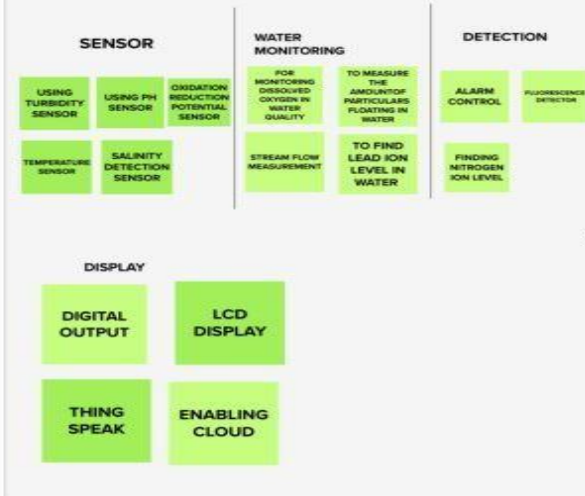 SENSOR
USING
TURBIDITY
SENSOR
USING PH
SENSOR
OXIDATION
REDUCTION
POTENTIAL
SENSOR
TEMPERATURE
SENSOR
SALINITY
DETECTION
SENSOR
WATER
MONITORING
FOR
MONITORING
DISSOLVED
OXYGEN IN
WATER
QUALITY
TO MEASURE
THE
AMOUNTOF
PARTICULARS
FLOATING IN
WATER
STREAM FLOW
MEASUREMENT
TO FIND
LEAD ION
LEVEL IN
WATER
DETECTION
ALARM
CONTROL
FLUORESCENCE
DETECTOR
FINDING
NITROGEN
ION LEVEL
DISPLAY
DIGITAL
OUTPUT
LCD
DISPLAY
THING
SPEAK
ENABLING
CLOUD